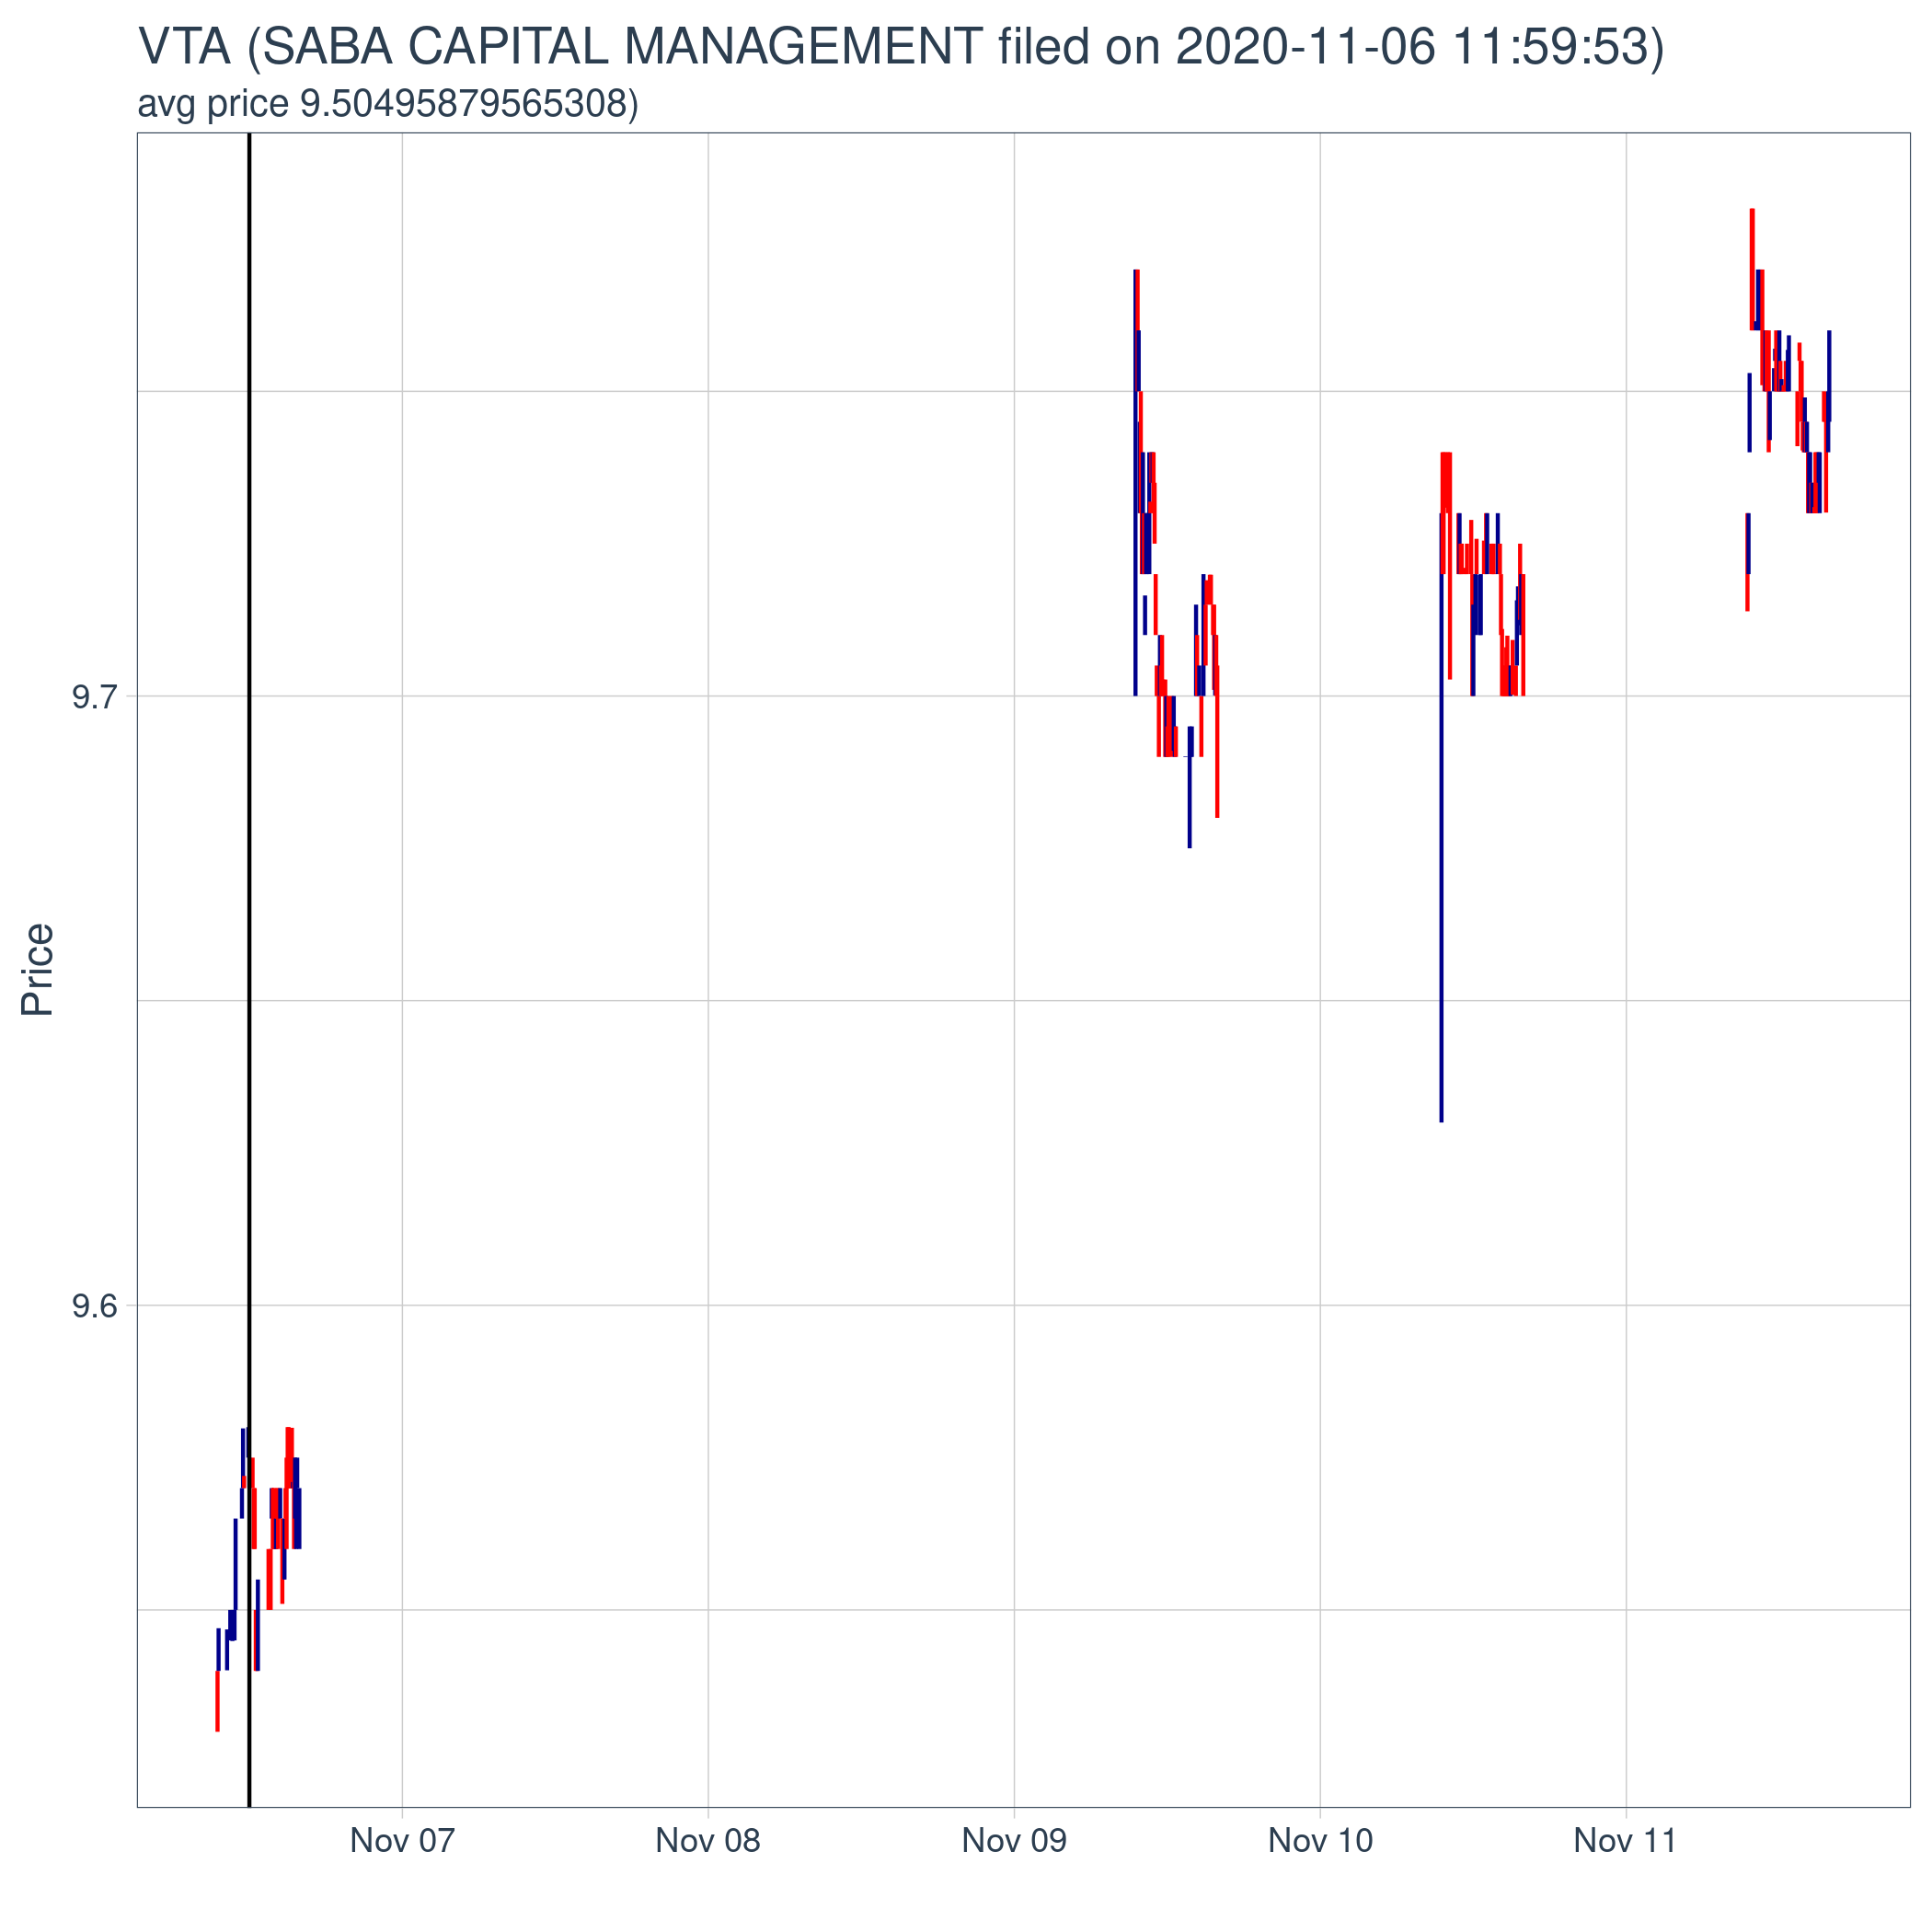 VTA (SABA CAPITAL MANAGEMENT filed on 2020-11-06 11:59:53)
avg price 9.50495879565308)
9.7
Price
9.6
Nov 07 Nov 08 Nov 09 Nov 10 Nov 11